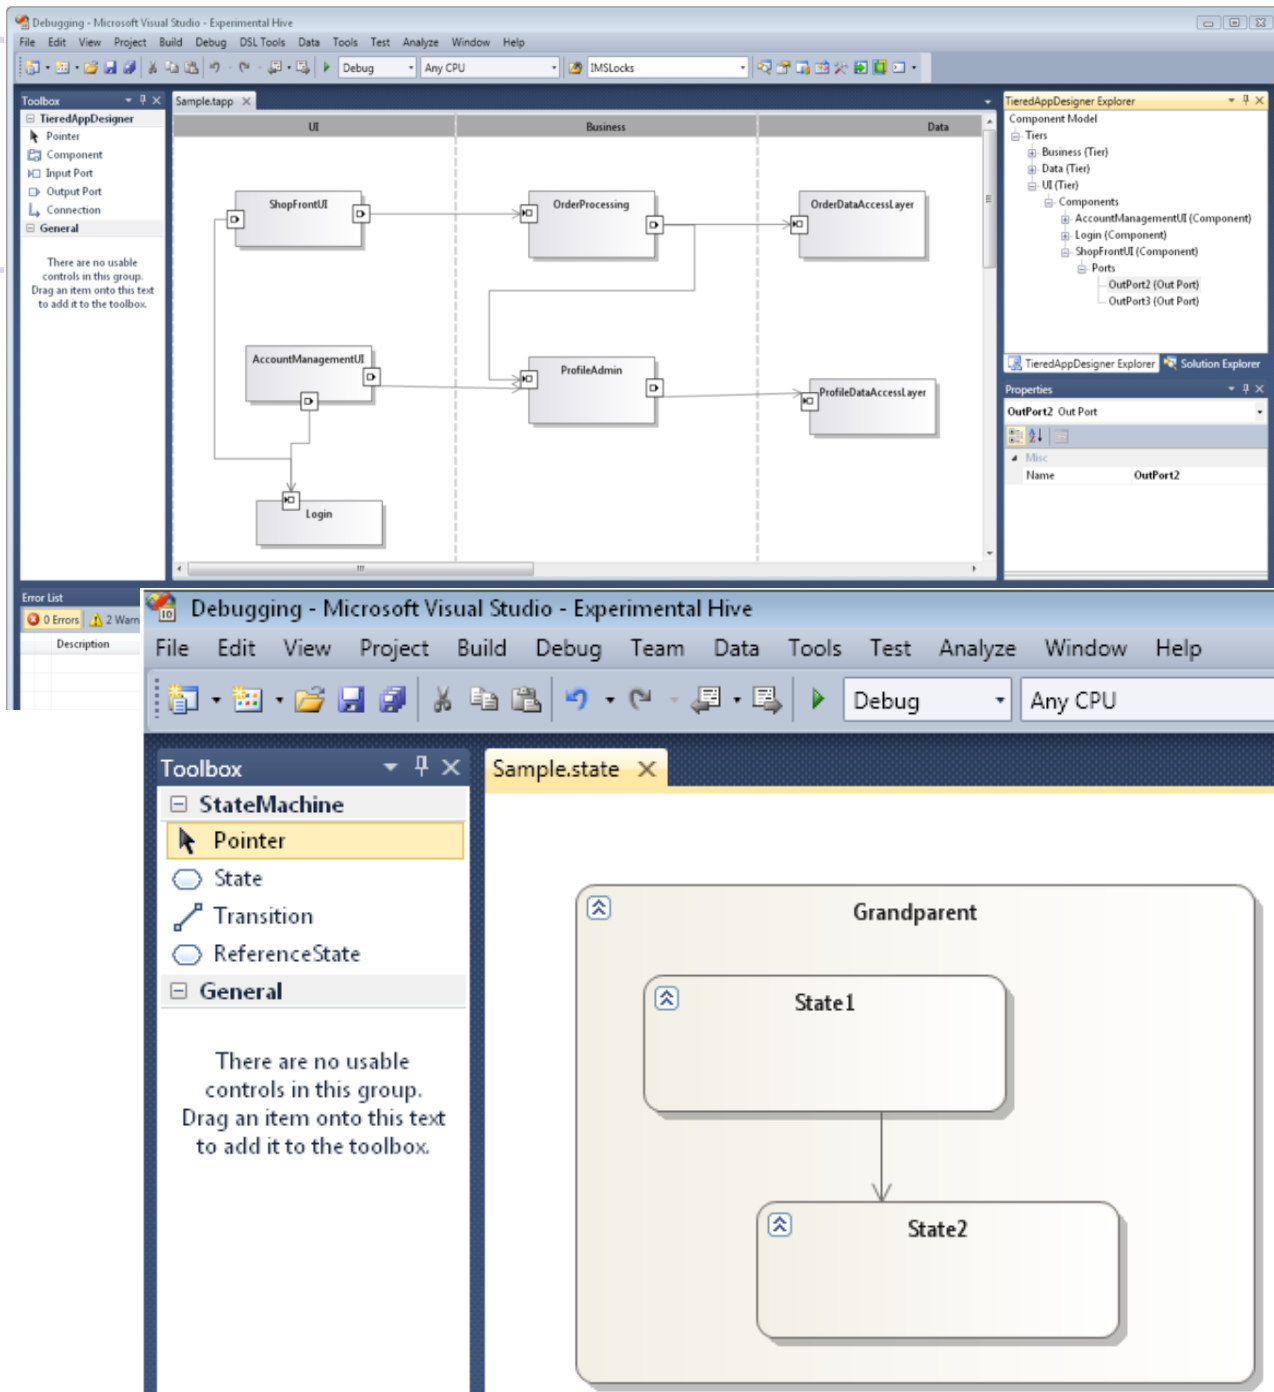 Debugging - Microsoft Visual Studio - Experimental Hive
File Edit View Project Build Debug DSL Tools Data Tools Test Analyze Window Help
Debug Any CPU IMSLocks
Toolbox
TieredAppDesigner
Pointer
Component
Input Port
Output Port
Connection
General
There are no usable
controls in this group.
Drag an item onto this text
to add it to the toolbox.
Sample.tapp
UI Business Data
ShopFrontUI OrderProcessing OrderDataAccessLayer
AccountManagementUI ProfileAdmin ProfileDataAccessLayer
Login
TieredAppDesigner Explorer
Component Model
Tiers
Business (Tier)
Data (Tier)
UI (Tier)
Components
AccountManagementUI (Component)
Login (Component)
ShopFrontUI (Component)
Ports
OutPort2 (Out Port)
OutPort3 (Out Port)
TieredAppDesigner Explorer Solution Explorer
Properties
OutPort2 Out Port
Misc
Name OutPort2
Error List
0 Errors 2 Warn
Description
Debugging - Microsoft Visual Studio - Experimental Hive
File Edit View Project Build Debug Team Data Tools Test Analyze Window Help
Debug Any CPU
Toolbox
StateMachine
Pointer
State
Transition
ReferenceState
General
There are no usable
controls in this group.
Drag an item onto this text
to add it to the toolbox.
Sample.state
Grandparent
State1
State2